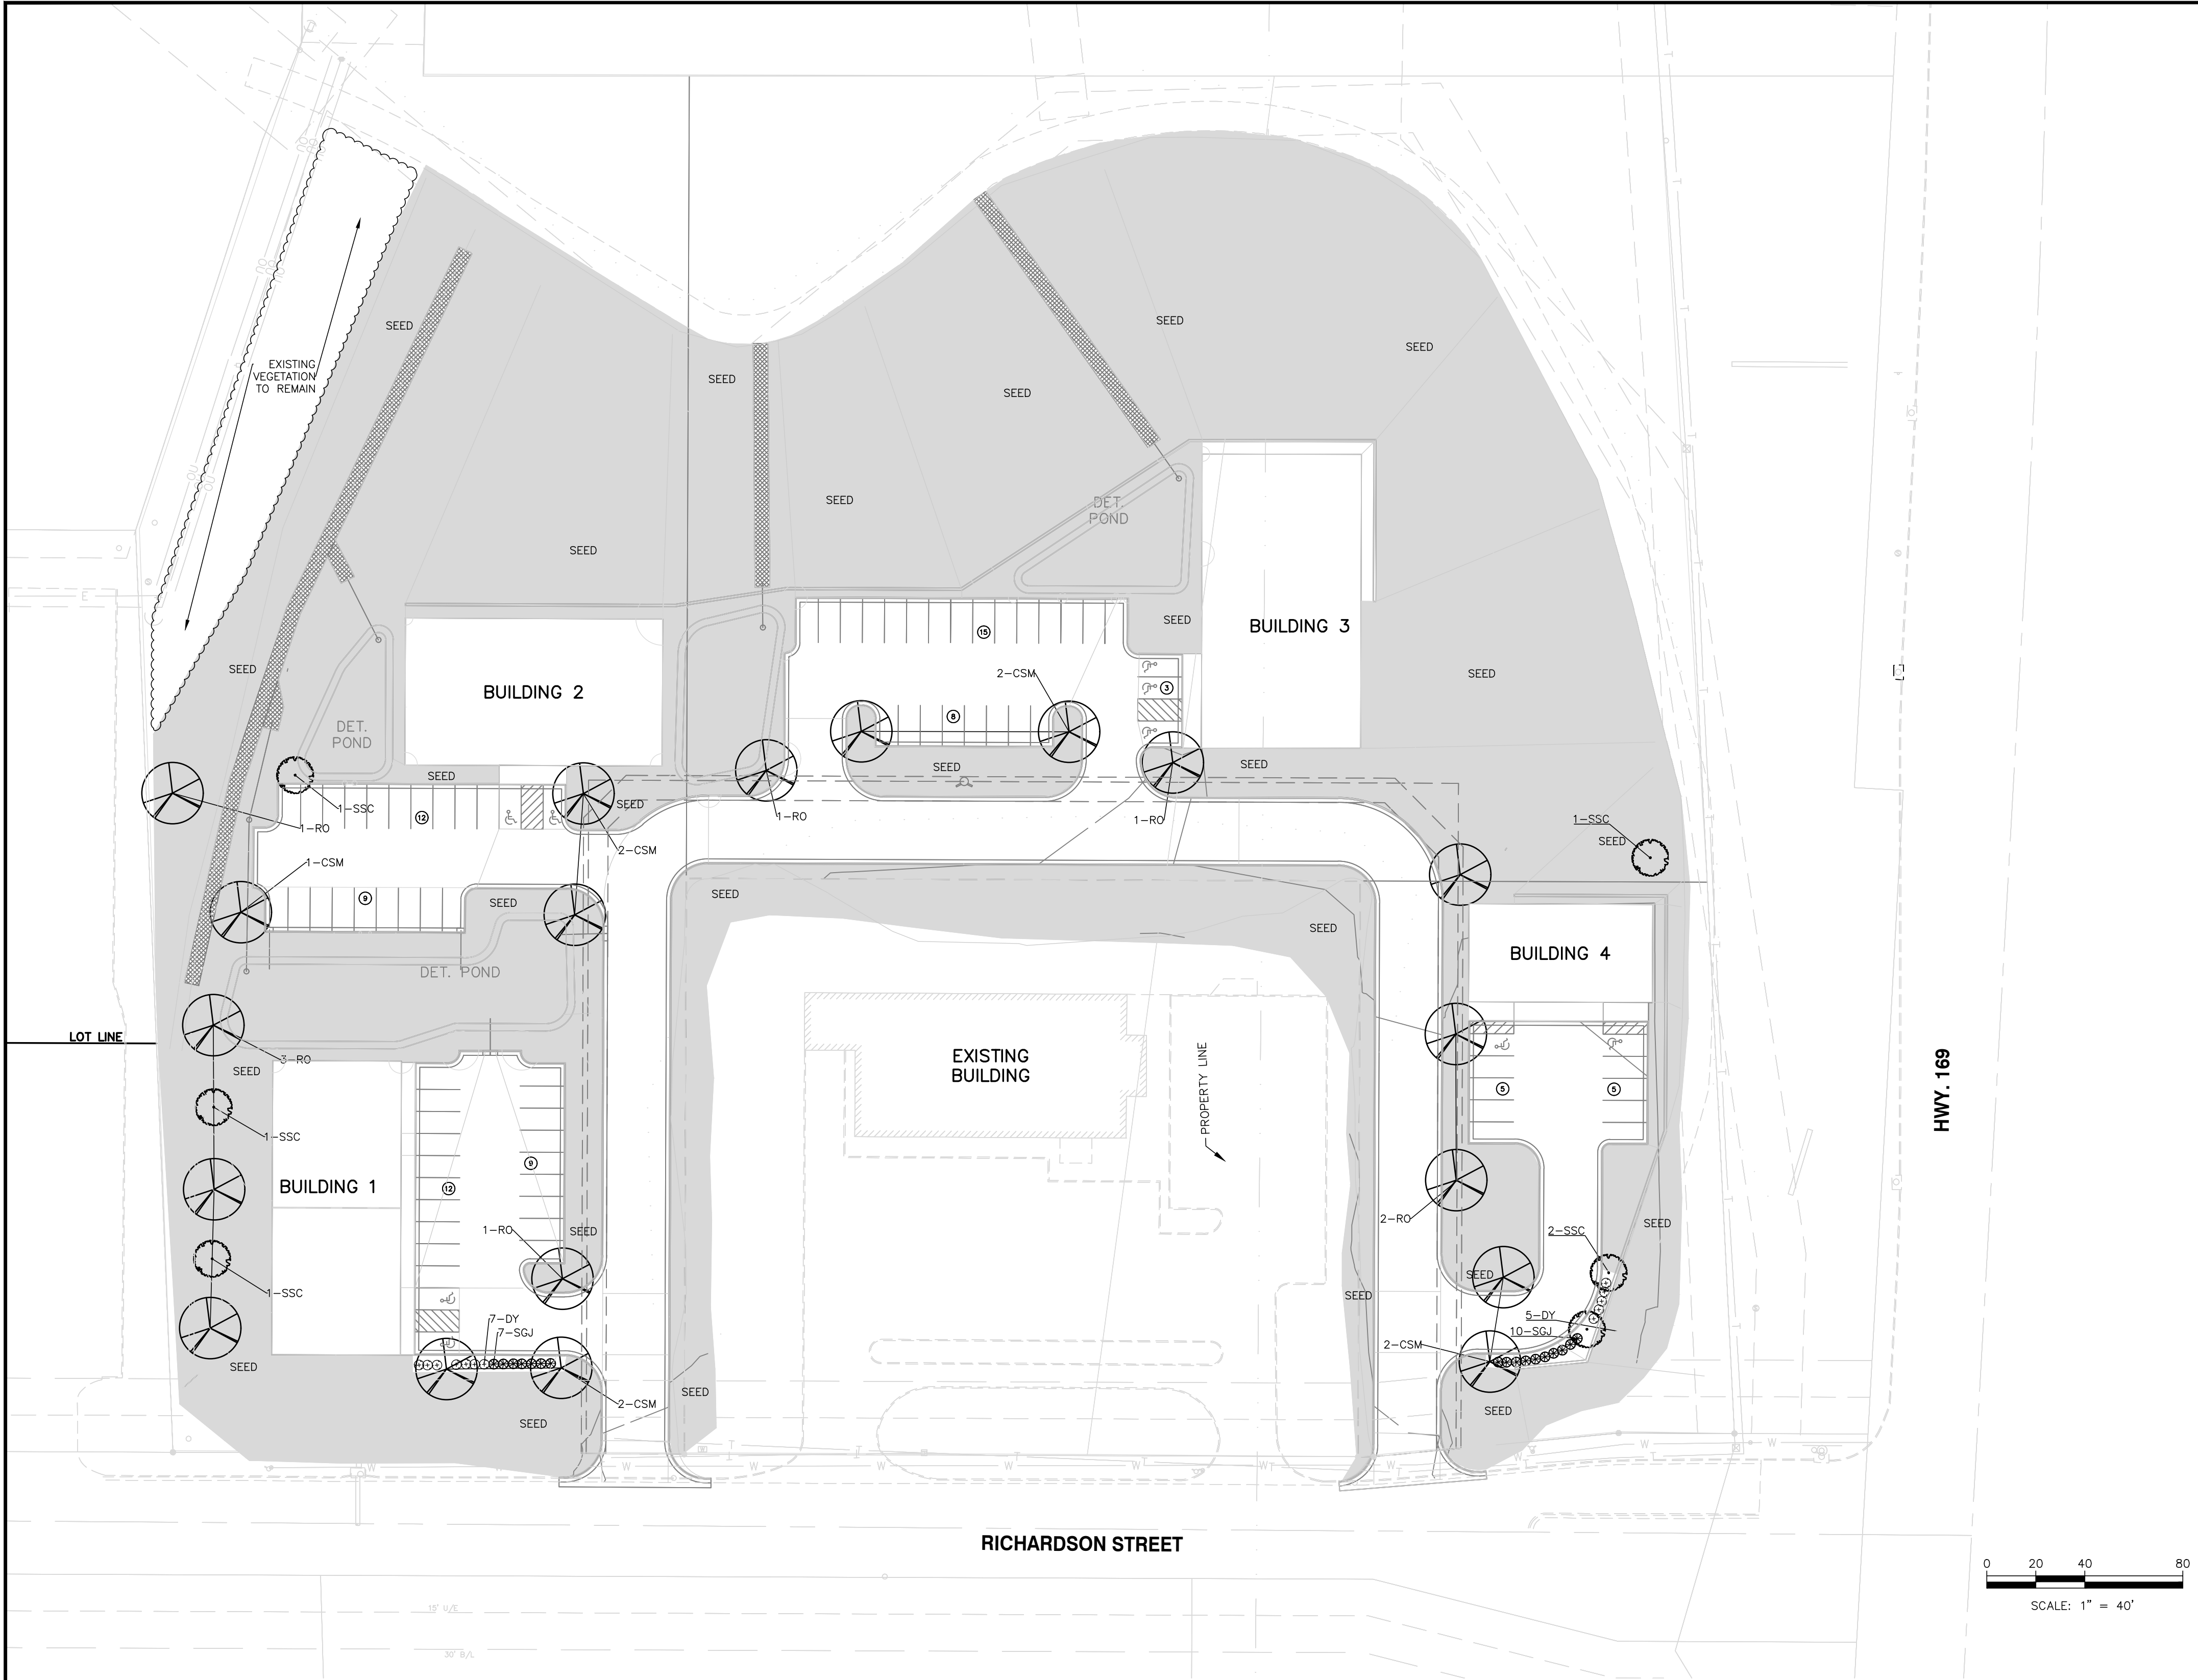 SEED
EXISTING
VEGETATION
TO REMAIN
SEED
SEED
SEED
SEED
SEED
SEED
SEED
DET.
POND
BUILDING 3
SEED
15
SEED
2-CSM
3
8
SEED
BUILDING 2
DET.
POND
SEED
SEED
SEED
SEED
1-SSC
1-RO
12
SEED
1-RO
1-RO
1-SSC
SEED
2-CSM
1-CSM
9
SEED
SEED
SEED
DET. POND
BUILDING 4
LOT LINE
3-RO
SEED
EXISTING
BUILDING
PROPERTY LINE
HWY. 169
5
5
1-SSC
BUILDING 1
12
9
1-RO
SEED
2-RO
2-SSC
SEED
SEED
SEED
1-SSC
7-DY
7-SGJ
5-DY
10-SGJ
2-CSM
SEED
2-CSM
SEED
SEED
SEED
W W W W W W W W W
T T T T
RICHARDSON STREET
0 20 40 80
SCALE: 1" = 40'
15' U/E
30' B/L